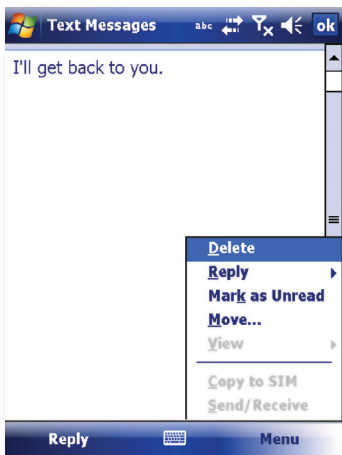 Text Messages abc ok
I'll get back to you.
Delete
Reply
Mark as Unread
Move...
View
Copy to SIM
Send/Receive
Reply Menu